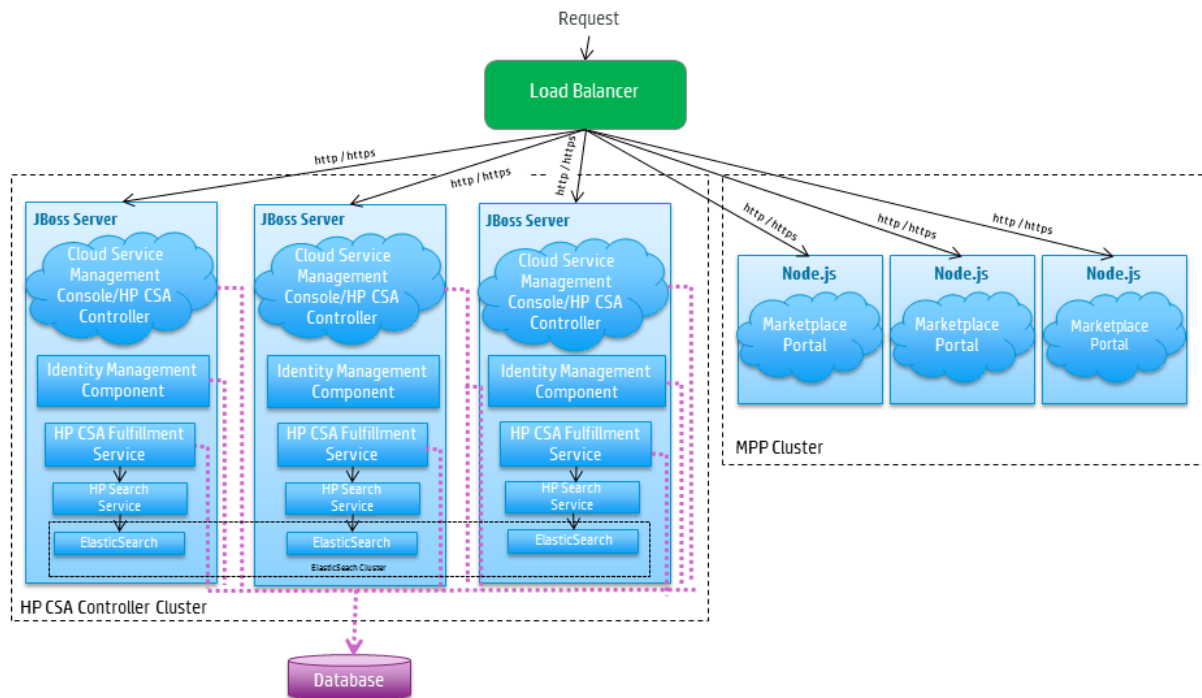 Request
Load Balancer
http / https
http / https
http / https
http / https
http / https
http / https
JBoss Server
Cloud Service
Management
Console/HP CSA
Controller
Identity Management
Component
HP CSA Fulfillment
Service
HP Search
Service
ElasticSearch
JBoss Server
Cloud Service
Management
Console/HP CSA
Controller
Identity Management
Component
HP CSA Fulfillment
Service
HP Search
Service
ElasticSearch
JBoss Server
Cloud Service
Management
Console/HP CSA
Controller
Identity Management
Component
HP CSA Fulfillment
Service
HP Search
Service
ElasticSearch
ElasticSeach Cluster
HP CSA Controller Cluster
Node.js
Marketplace
Portal
Node.js
Marketplace
Portal
Node.js
Marketplace
Portal
MPP Cluster
Database